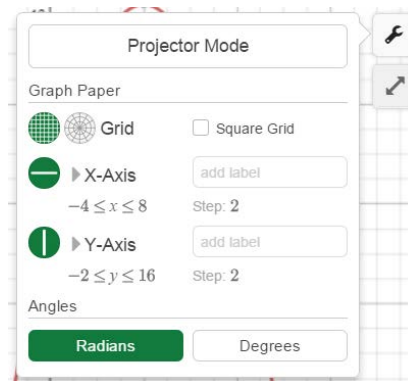 Projector Mode
Graph Paper
Grid Square Grid
X-Axis add label
−4 ≤ x ≤ 8 Step: 2
Y-Axis add label
−2 ≤ y ≤ 16 Step: 2
Angles
Radians Degrees